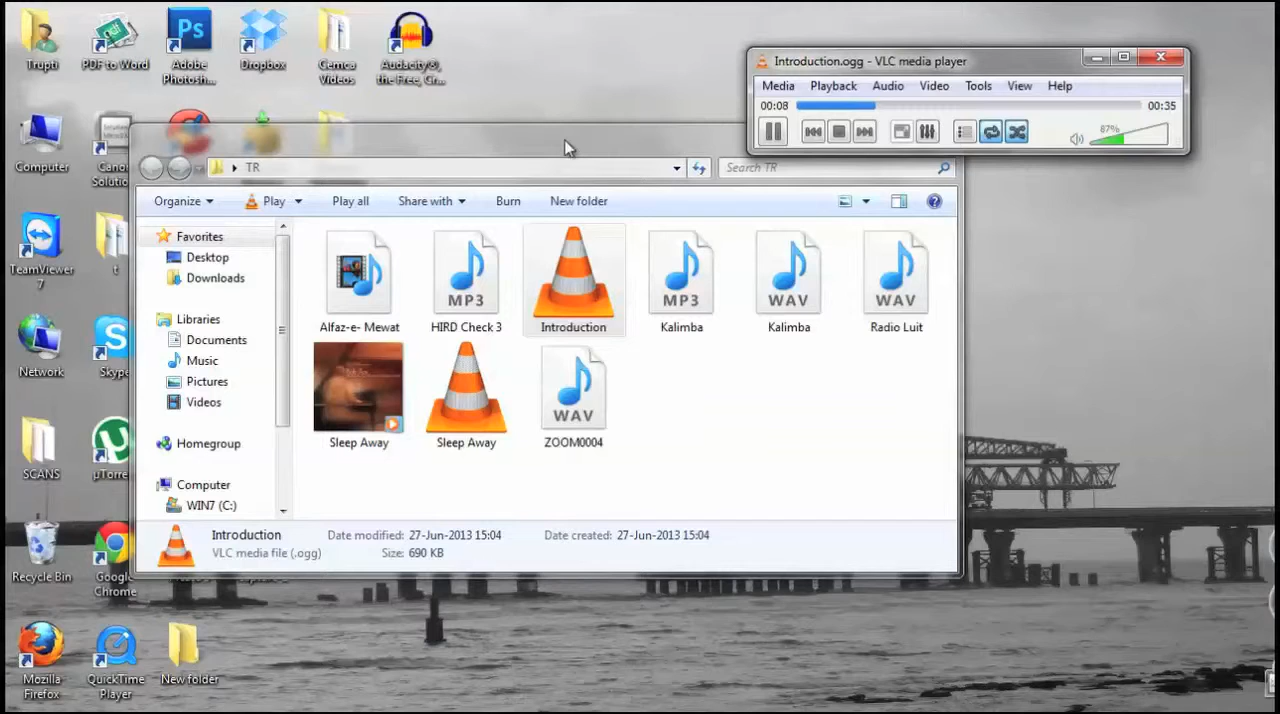 Trupti
PDF to Word
Adobe
Photosh...
Dropbox
Cemca
Videos
Audacity®,
the Free, Cr...
Computer
Canon
Solution
TeamViewer
7
t
Network
Skype
SCANS
µTorre
Recycle Bin
Google
Chrome
Mozilla
Firefox
QuickTime
Player
New folder
Introduction.ogg - VLC media player
Media Playback Audio Video Tools View Help
00:08 00:35
87%
TR
Search TR
Organize Play Play all Share with Burn New folder
Favorites
Desktop
Downloads
Libraries
Documents
Music
Pictures
Videos
Homegroup
Computer
WIN7 (C:)
MP3 MP3 WAV WAV
Alfaz-e- Mewat HIRD Check 3 Introduction Kalimba Kalimba Radio Luit
WAV
Sleep Away Sleep Away ZOOM0004
Introduction Date modified: 27-Jun-2013 15:04 Date created: 27-Jun-2013 15:04
VLC media file (.ogg) Size: 690 KB